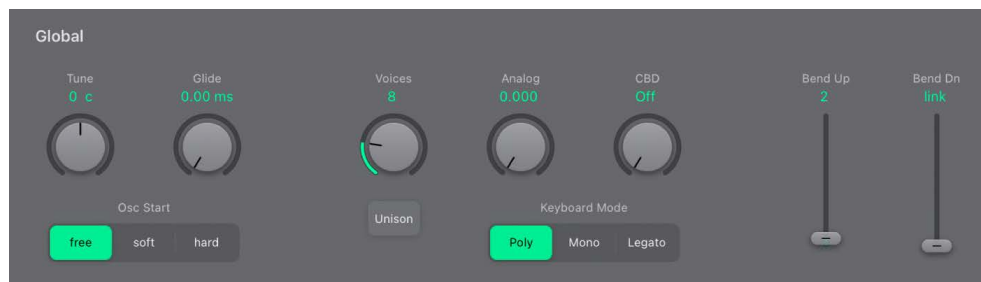 Global
Tune Glide Voices Analog CBD Bend Up Bend Dn
0 c 0.00 ms 8 0.000 Off 2 link
Osc Start Keyboard Mode
Unison
free soft hard Poly Mono Legato